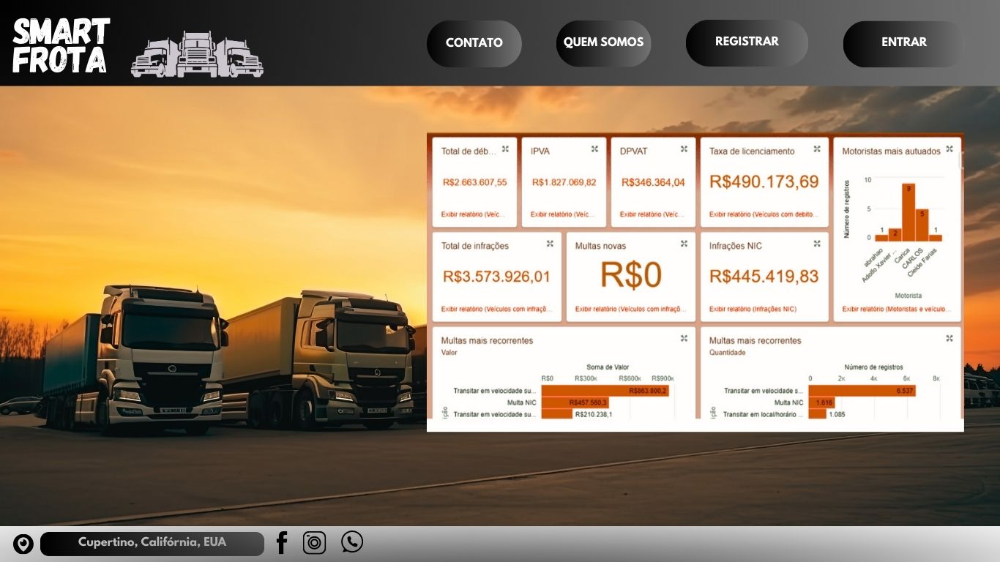 SMART
FROTA
CONTATO
QUEM SOMOS
REGISTRAR
ENTRAR
Total de déb...
R$2.663.607,55
Exibir relatório (Veíc...
IPVA
R$1.827.069,82
Exibir relatório (Veíc...
DPVAT
R$346.364,04
Exibir relatório (Veíc...
Taxa de licenciamento
R$490.173,69
Exibir relatório (Veículos com debito...
Motoristas mais autuados
Número de registros
10
5
0
1
2
9
5
1
abrahao
Adolfo Xavier ...
Carica
CARLOS
Cleide Farias
Motorista
Exibir relatório (Motoristas e veículo...
Total de infrações
R$3.573.926,01
Exibir relatório (Veículos com infraçõ...
Multas novas
R$0
Exibir relatório (Veículos com infraçõ...
Infrações NIC
R$445.419,83
Exibir relatório (Infrações NIC)
Multas mais recorrentes
Valor
Soma de Valor
R$0 R$300K R$600K R$900K
Transitar em velocidade su... R$863.800,2
Multa NIC R$457.560,3
Transitar em velocidade su... R$210.238,1
Multas mais recorrentes
Quantidade
Número de registros
0 2K 4K 6K 8K
Transitar em velocidade s... 6.537
Multa NIC 1.616
Transitar em local/horário ... 1.085
Cupertino, Califórnia, EUA